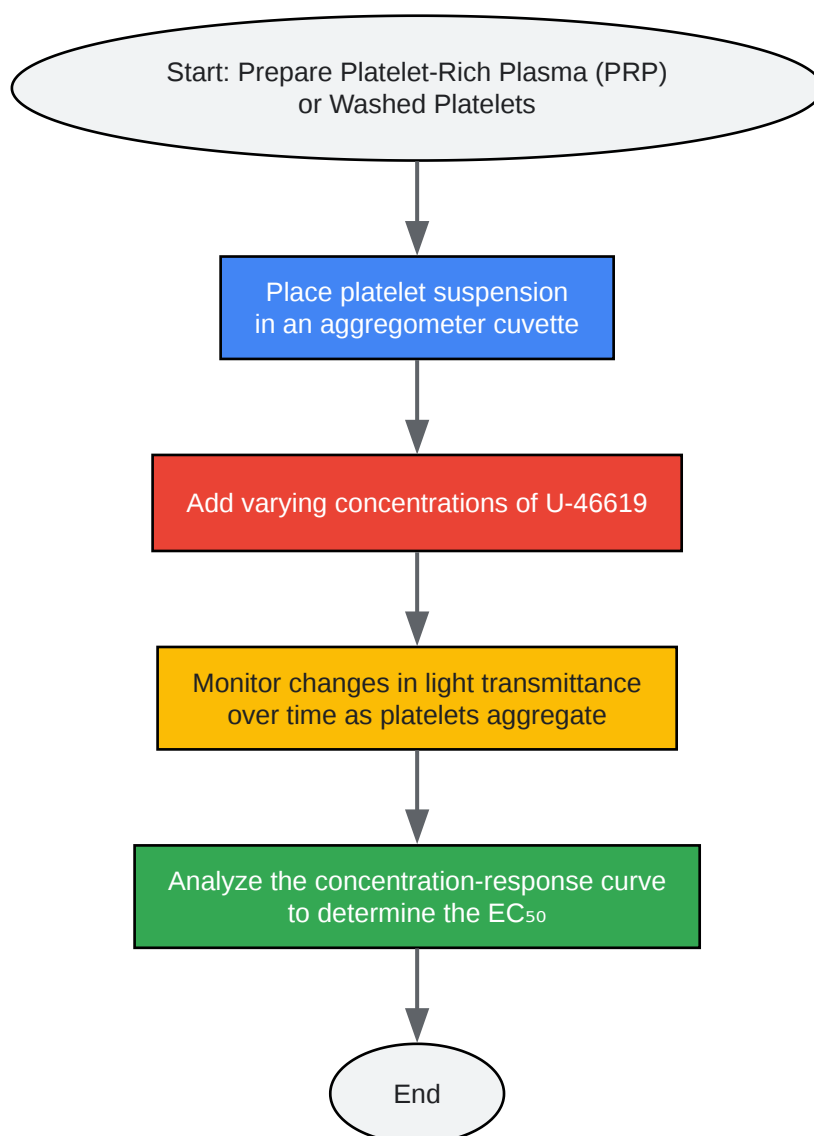 Start: Prepare Platelet-Rich Plasma (PRP)
or Washed Platelets
Place platelet suspension
in an aggregometer cuvette
Add varying concentrations of U-46619
Monitor changes in light transmittance
over time as platelets aggregate
Analyze the concentration-response curve
to determine the EC₅₀
End